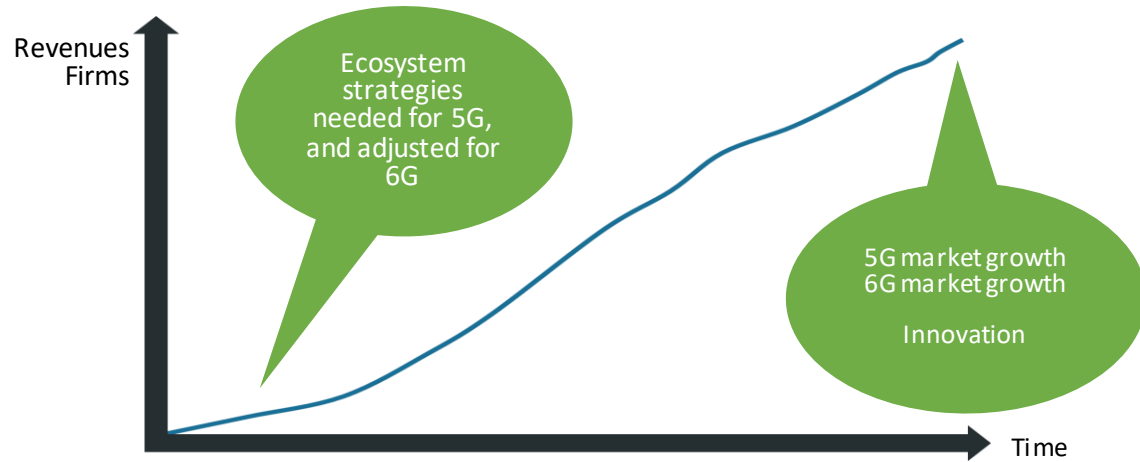 Revenues
Firms
Ecosystem
strategies
needed for 5G,
and adjusted for
6G
5G market growth
6G market growth
Innovation
Time